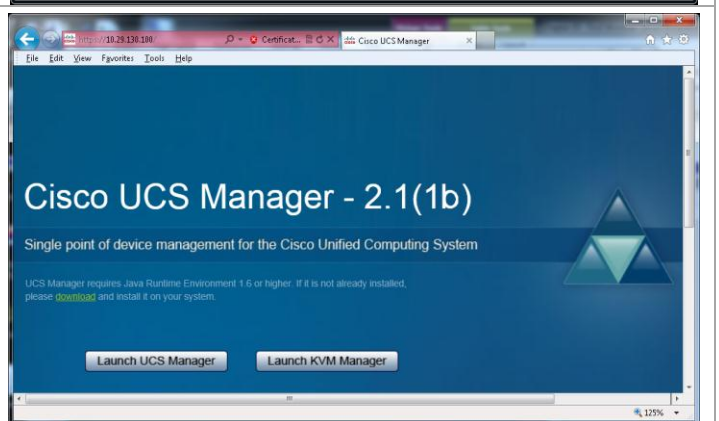 https://10.29.130.100/
Certificat...
Cisco UCS Manager
File Edit View Favorites Tools Help
Cisco UCS Manager - 2.1(1b)
Single point of device management for the Cisco Unified Computing System
UCS Manager requires Java Runtime Environment 1.6 or higher. If it is not already installed,
please download and install it on your system.
Launch UCS Manager Launch KVM Manager
125%